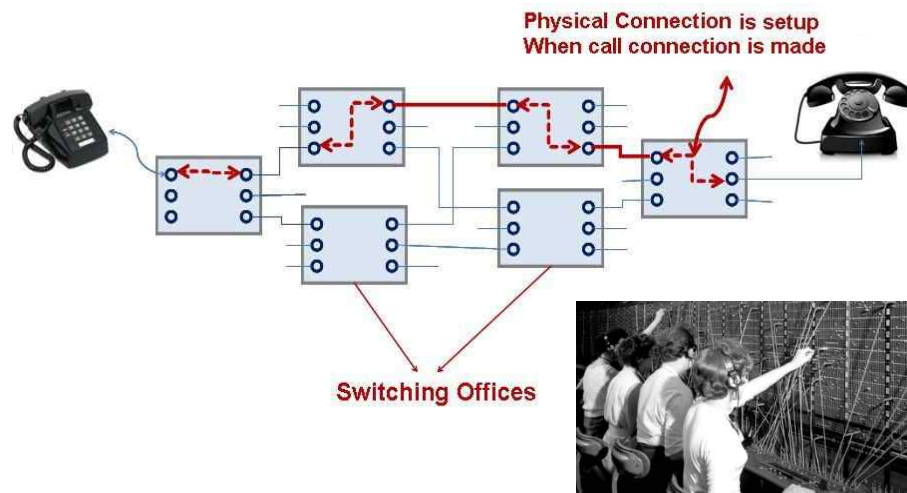 Physical Connection is setup
When call connection is made
Switching Offices